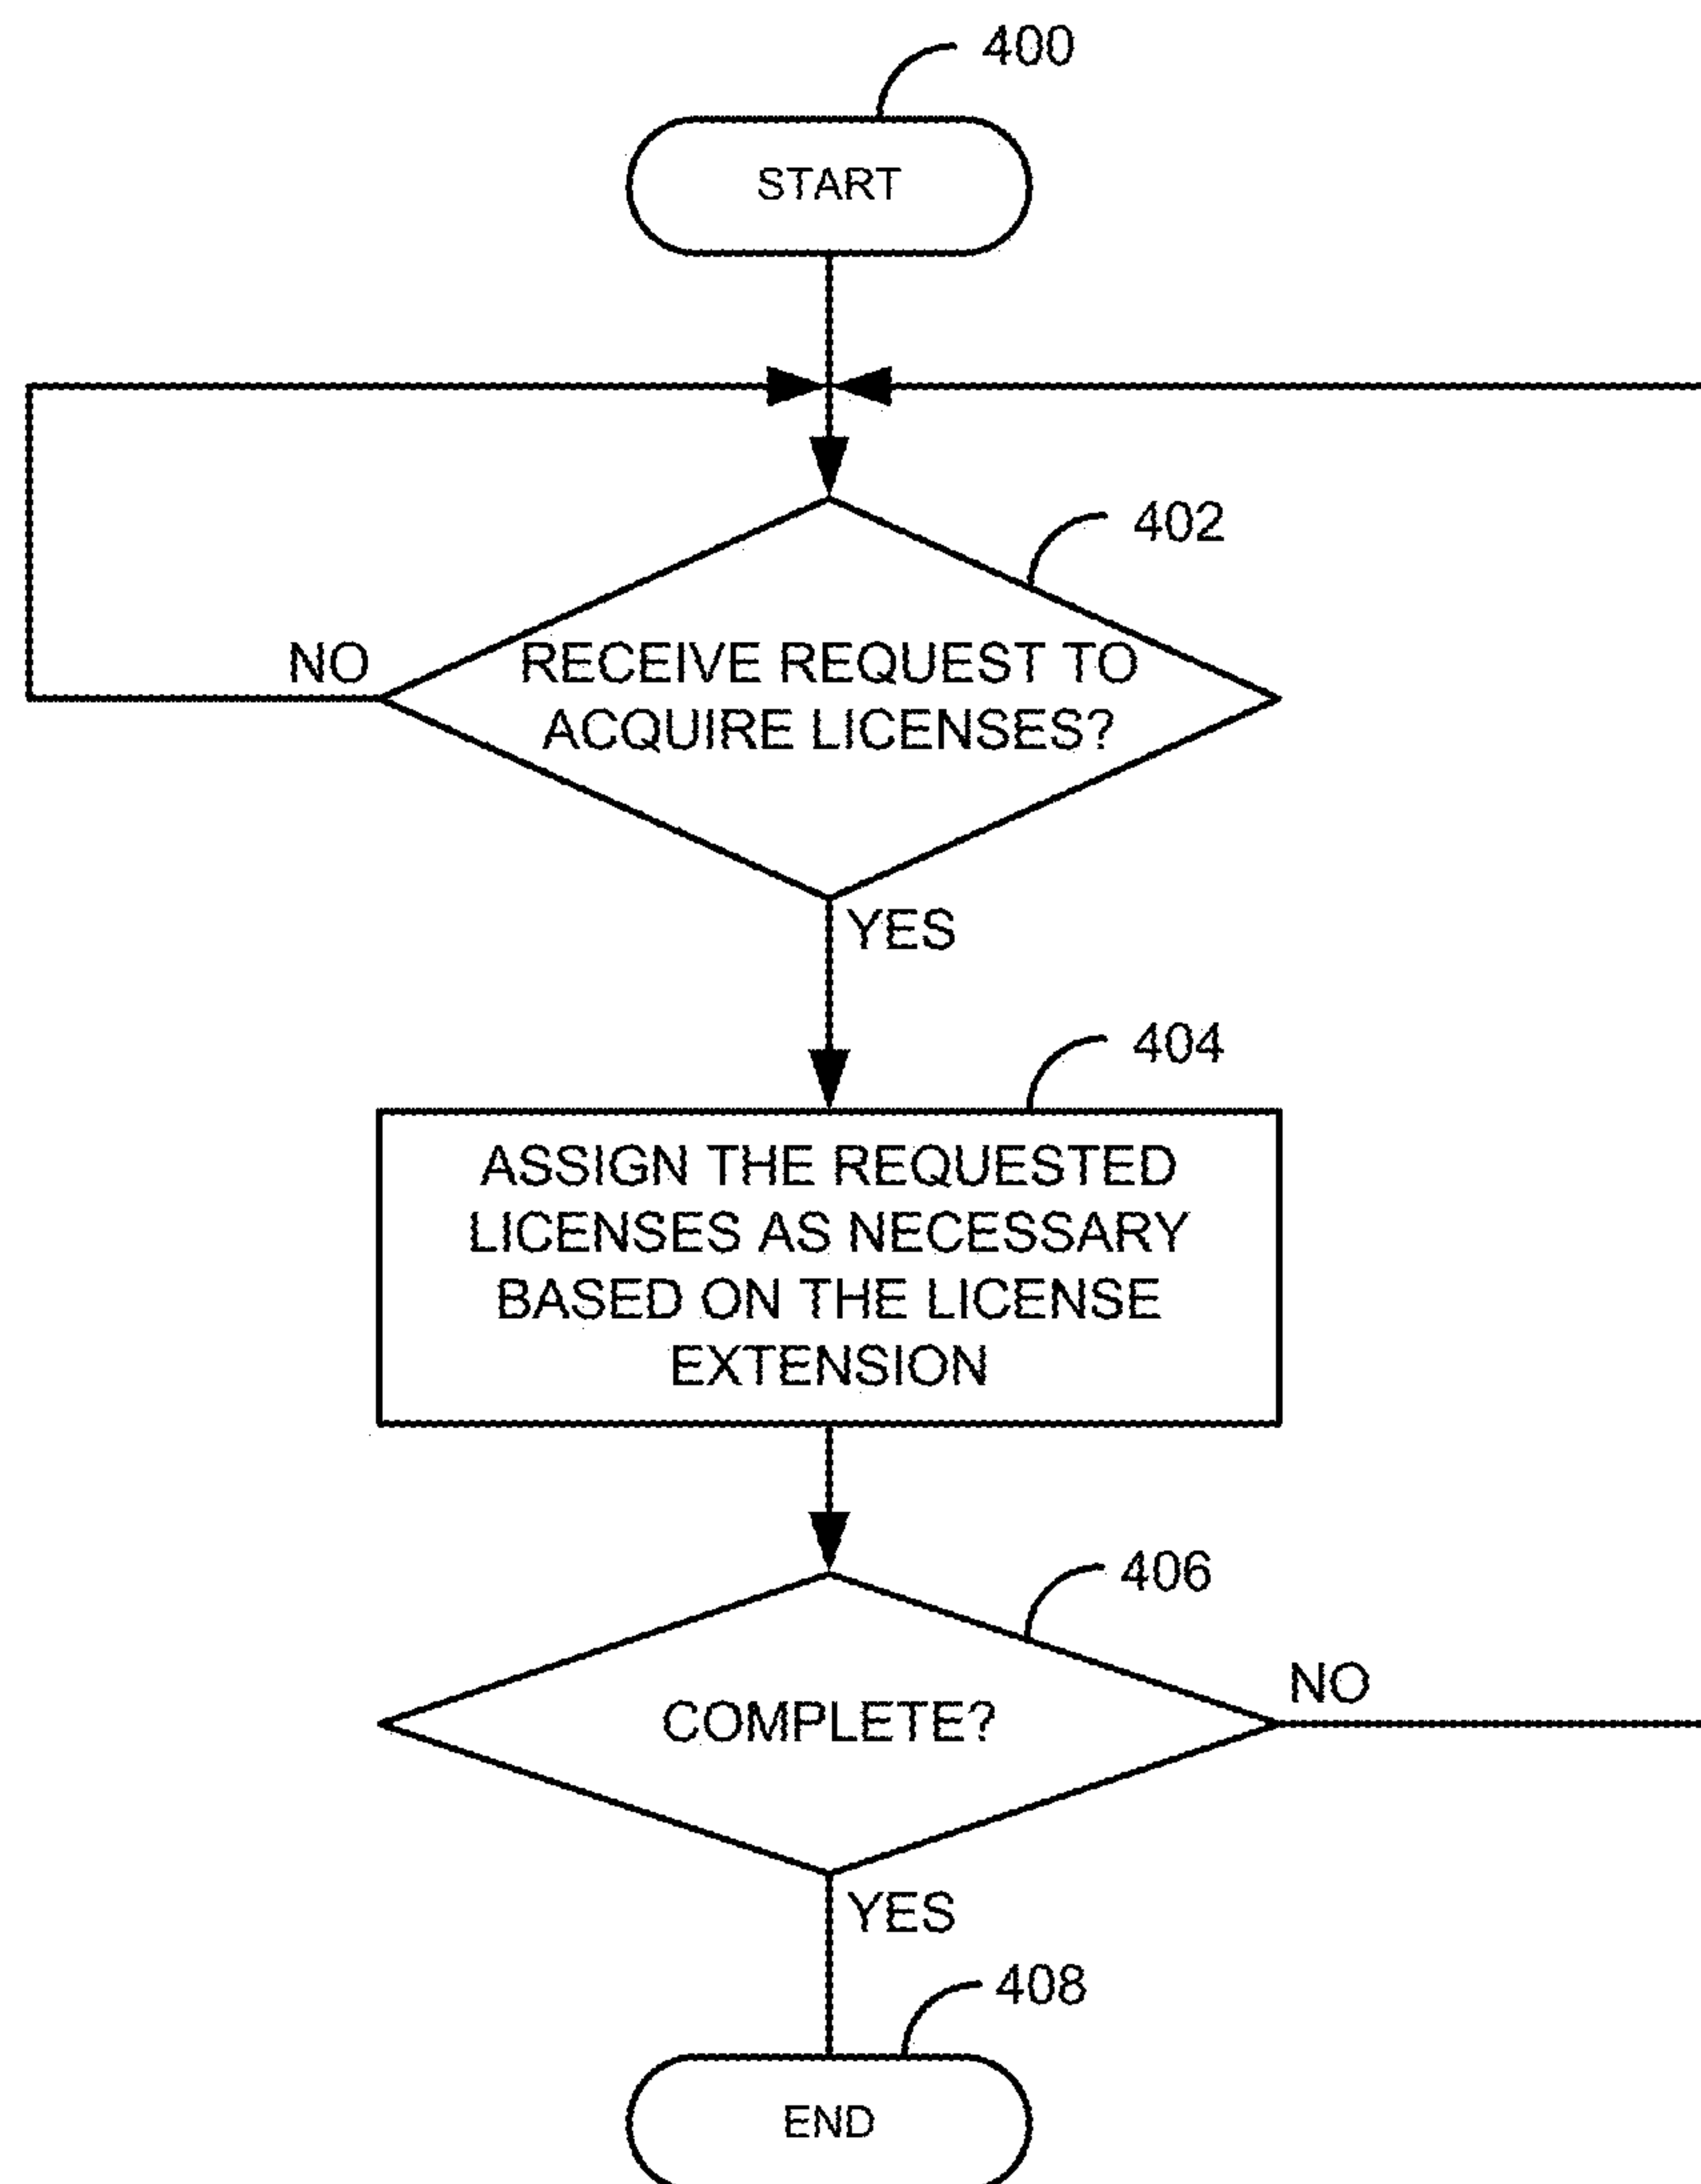 400
START
402
NO
RECEIVE REQUEST TO
ACQUIRE LICENSES?
YES
404
ASSIGN THE REQUESTED
LICENSES AS NECESSARY
BASED ON THE LICENSE
EXTENSION
406
NO
COMPLETE?
YES
408
END